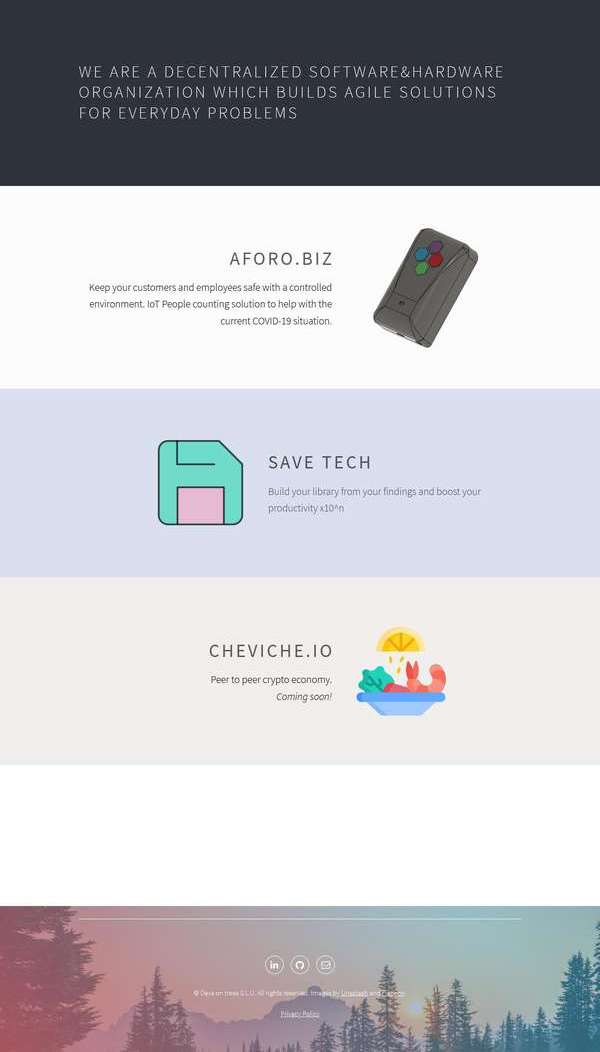 WE ARE A DECENTRALIZED SOFTWARE&HARDWARE
ORGANIZATION WHICH BUILDS AGILE SOLUTIONS
FOR EVERYDAY PROBLEMS
AFORO.BIZ
Keep your customers and employees safe with a controlled
environment. IoT People counting solution to help with the
current COVID-19 situation.
SAVE TECH
Build your library from your findings and boost your
productivity x10^n
CHEVICHE.IO
Peer to peer crypto economy.
Coming soon!
in
© Devs on trees S.L.U. All rights reserved. Images by Unsplash and
Privacy Policy